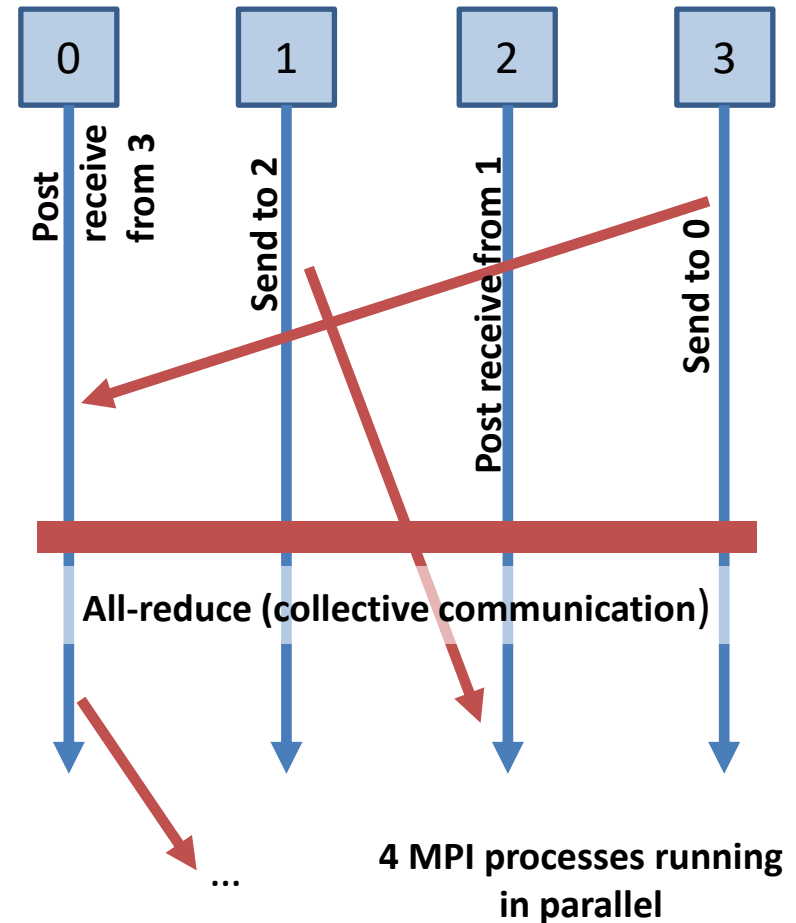 0
1
2
3
Post
receive
from 3
Send to 2
Post receive from 1
Send to 0
All-reduce (collective communication)
...
4 MPI processes running
in parallel